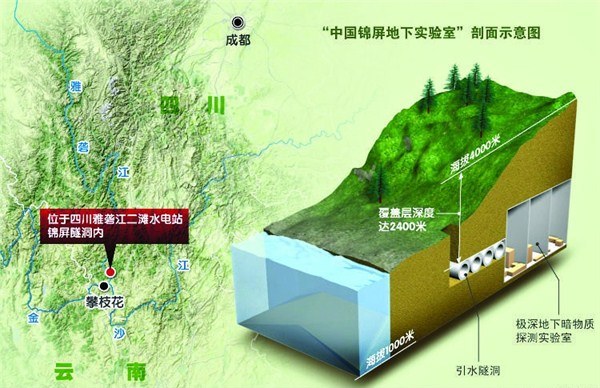 成都
“中国锦屏地下实验室”剖面示意图
四 川
雅
砻
江
位于四川雅砻江二滩水电站
锦屏隧洞内
攀枝花
金
沙
江
云 南
海拔4000米
覆盖层深度
达2400米
海拔1000米
引水隧洞
极深地下暗物质
探测实验室